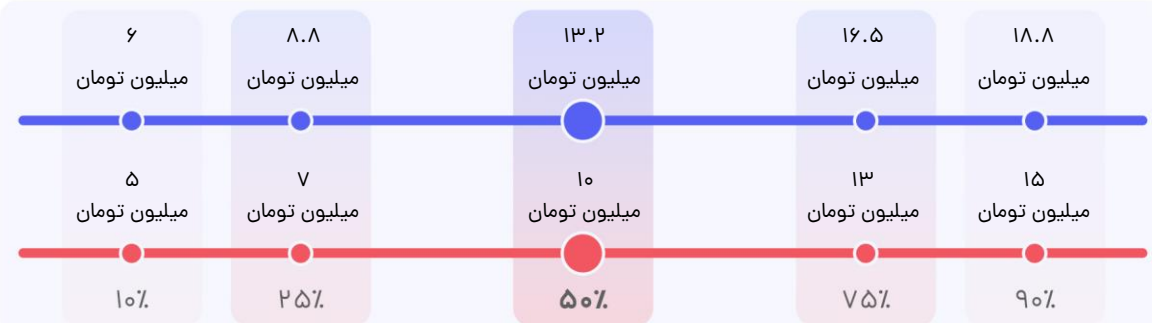 ۶
میلیون تومان
۸.۸
میلیون تومان
۱۳.۲
میلیون تومان
۱۶.۵
میلیون تومان
۱۸.۸
میلیون تومان
۵
میلیون تومان
۷
میلیون تومان
۱۰
میلیون تومان
۱۳
میلیون تومان
۱۵
میلیون تومان
۱۰٪
۲۵٪
۵۰٪
۷۵٪
۹۰٪